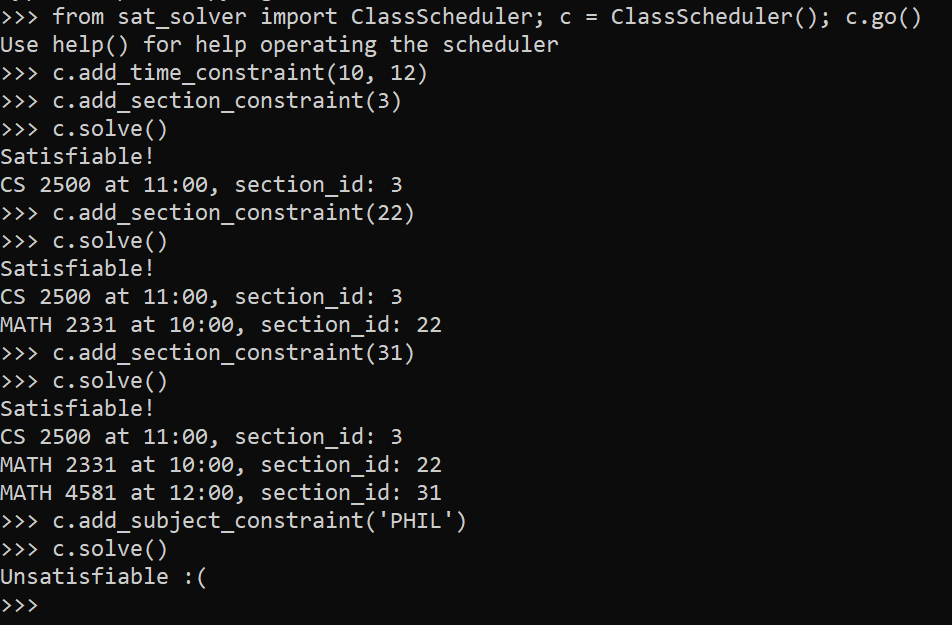 >>> from sat_solver import ClassScheduler; c = ClassScheduler(); c.go()
Use help() for help operating the scheduler
>>> c.add_time_constraint(10, 12)
>>> c.add_section_constraint(3)
>>> c.solve()
Satisfiable!
CS 2500 at 11:00, section_id: 3
>>> c.add_section_constraint(22)
>>> c.solve()
Satisfiable!
CS 2500 at 11:00, section_id: 3
MATH 2331 at 10:00, section_id: 22
>>> c.add_section_constraint(31)
>>> c.solve()
Satisfiable!
CS 2500 at 11:00, section_id: 3
MATH 2331 at 10:00, section_id: 22
MATH 4581 at 12:00, section_id: 31
>>> c.add_subject_constraint('PHIL')
>>> c.solve()
Unsatisfiable :(
>>>